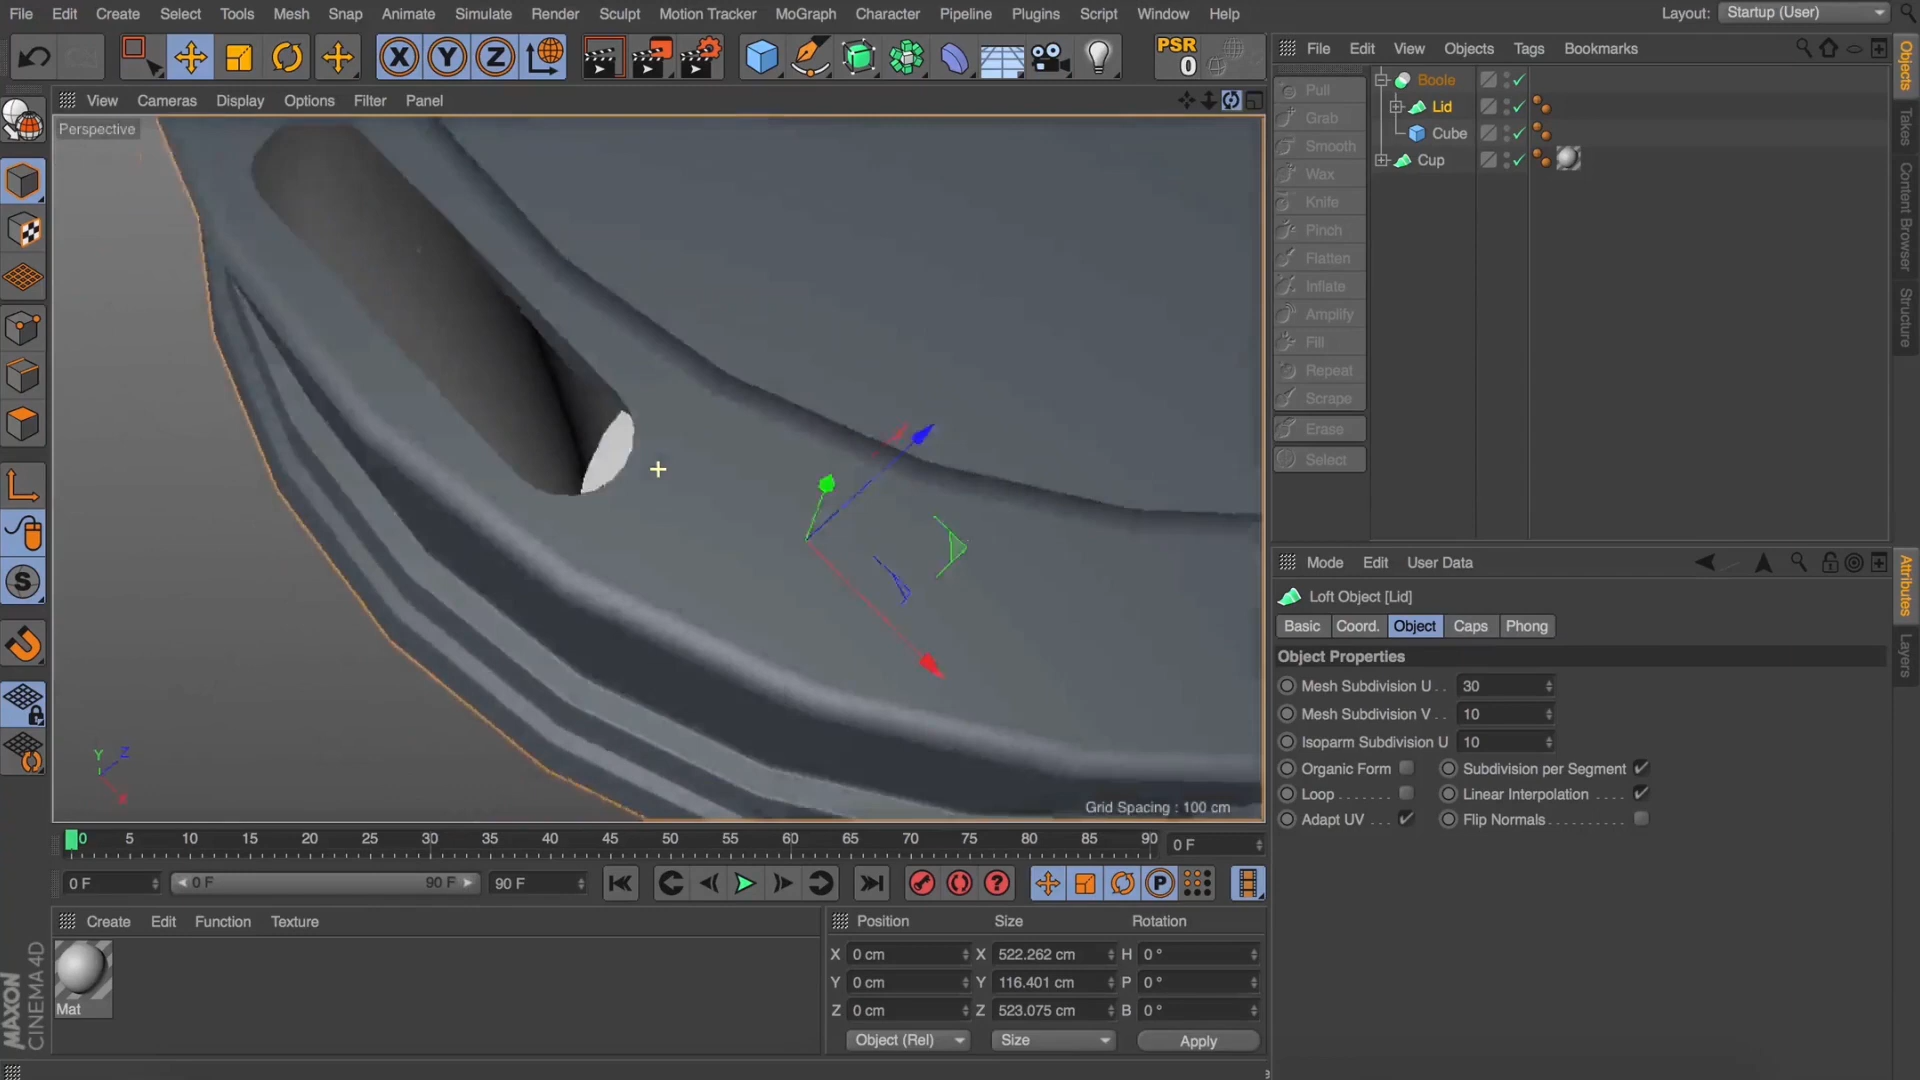 File Edit Create Select Tools Mesh Snap Animate Simulate Render Sculpt Motion Tracker MoGraph Character Pipeline Plugins Script Window Help Layout: Startup (User)
X Y Z PSR 0
File Edit View Objects Tags Bookmarks
View Cameras Display Options Filter Panel
Perspective
Pull
Grab
Smooth
Wax
Knife
Pinch
Flatten
Inflate
Amplify
Fill
Repeat
Scrape
Erase
Select
Boole
Lid
Cube
Cup
Objects
Takes
Content Browser
Structure
Mode Edit User Data
Loft Object [Lid]
Basic Coord. Object Caps Phong
Object Properties
Mesh Subdivision U . . 30
Mesh Subdivision V . . 10
Isoparm Subdivision U 10
Organic Form Subdivision per Segment
Loop . . . . . . . Linear Interpolation . . . .
Adapt UV . . . Flip Normals . . . . . . . . . .
Attributes
Layers
S
Y Z X
Grid Spacing : 100 cm
0 5 10 15 20 25 30 35 40 45 50 55 60 65 70 75 80 85 90 0 F
0 F 0 F 90 F 90 F ? P
Create Edit Function Texture
Mat
MAXON
CINEMA 4D
Position Size Rotation
X 0 cm X 522.262 cm H 0 °
Y 0 cm Y 116.401 cm P 0 °
Z 0 cm Z 523.075 cm B 0 °
Object (Rel) Size Apply